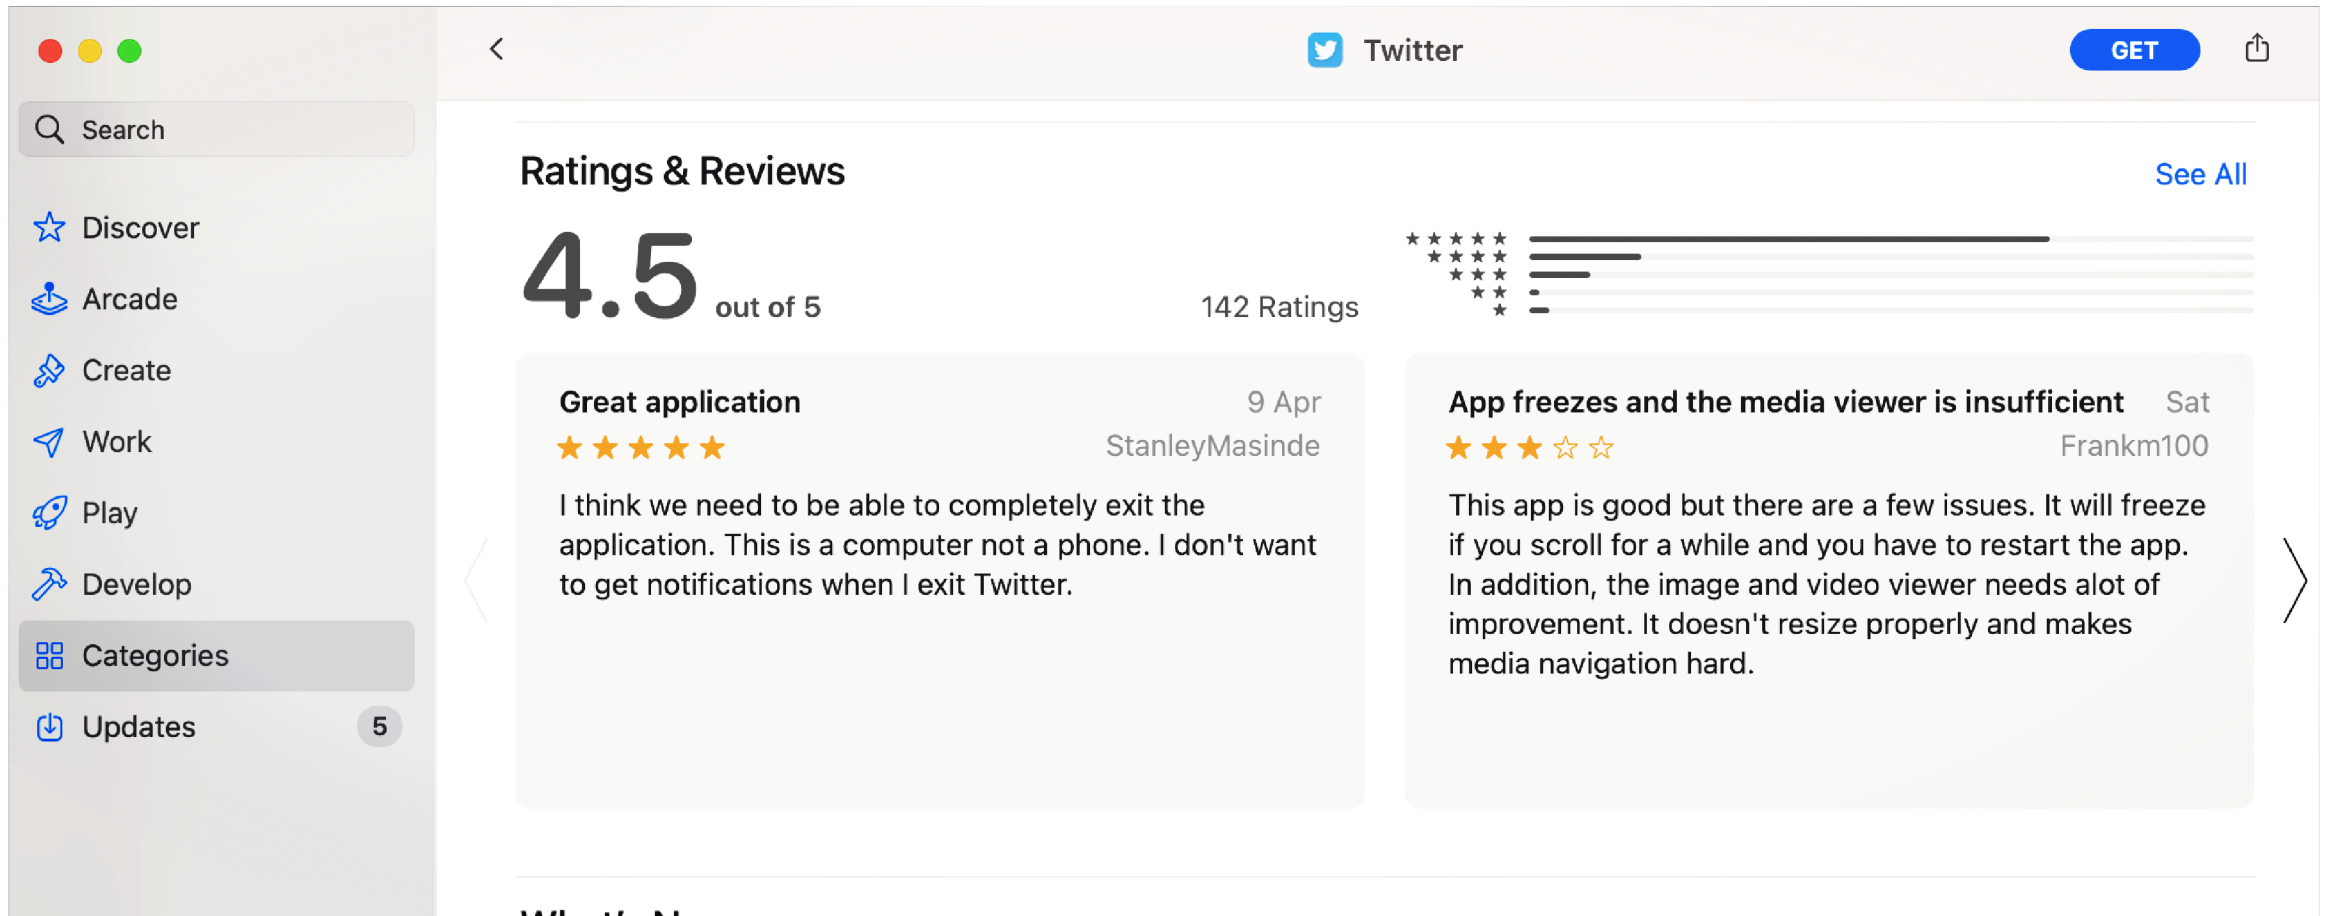 Twitter
GET
Search
Discover
Arcade
Create
Work
Play
Develop
Categories
Updates 5
Ratings & Reviews
See All
4.5 out of 5
142 Ratings
Great application 9 Apr
StanleyMasinde
I think we need to be able to completely exit the
application. This is a computer not a phone. I don't want
to get notifications when I exit Twitter.
App freezes and the media viewer is insufficient Sat
Frankm100
This app is good but there are a few issues. It will freeze
if you scroll for a while and you have to restart the app.
In addition, the image and video viewer needs alot of
improvement. It doesn't resize properly and makes
media navigation hard.